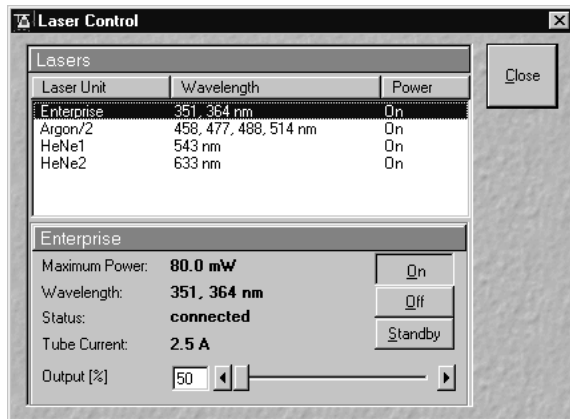 Laser Control
Lasers
Close
Laser Unit Wavelength Power
Enterprise 351, 364 nm On
Argon/2 458, 477, 488, 514 nm On
HeNe1 543 nm On
HeNe2 633 nm On
Enterprise
Maximum Power: 80.0 mW On
Wavelength: 351, 364 nm Off
Status: connected
Standby
Tube Current: 2.5 A
Output [%] 50